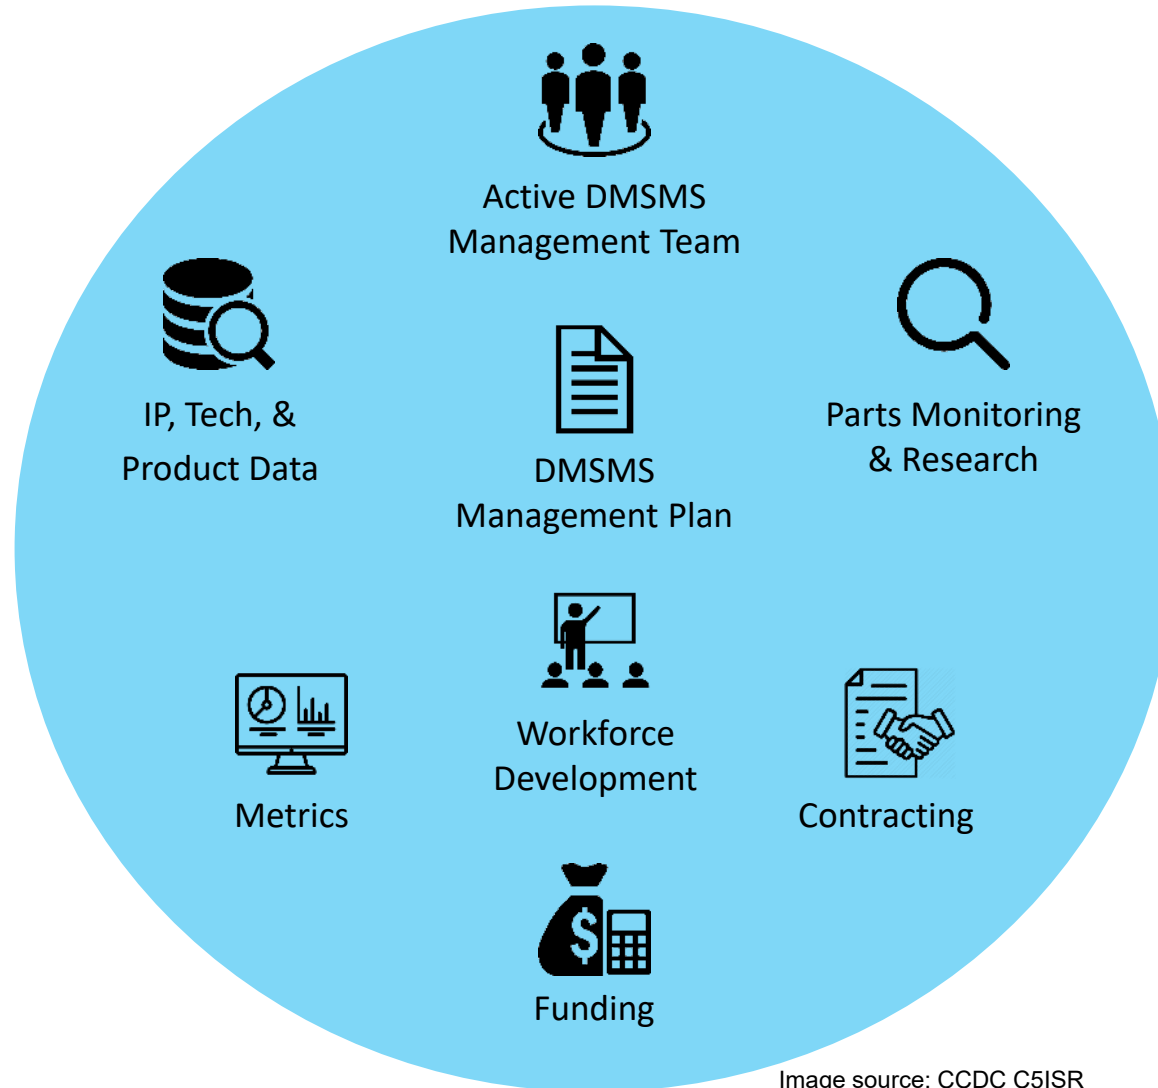 Active DMSMS
Management Team
IP, Tech, &
Product Data
Parts Monitoring
& Research
DMSMS
Management Plan
Workforce
Development
Metrics
Contracting
$
Funding
Image source: CCDC C5ISR